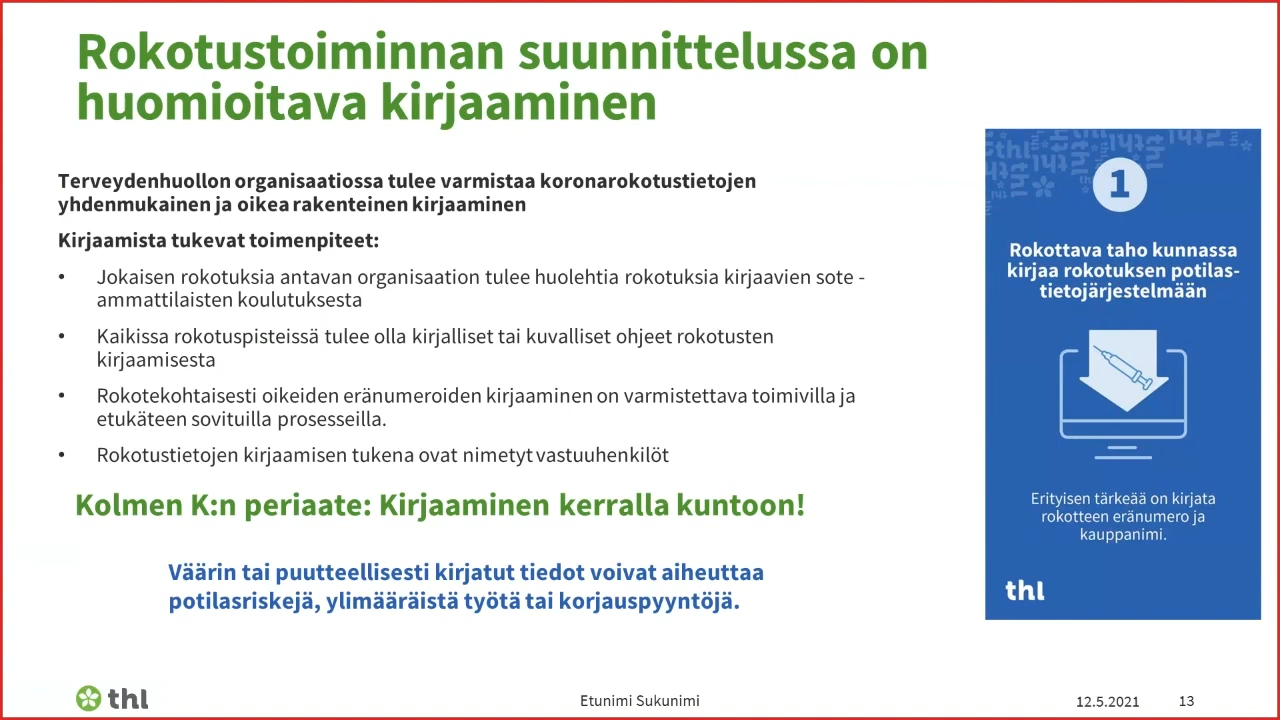 Rokotustoiminnan suunnittelussa on
huomioitava kirjaaminen
Terveydenhuollon organisaatiossa tulee varmistaa koronarokotustietojen
yhdenmukainen ja oikea rakenteinen kirjaaminen
Kirjaamista tukevat toimenpiteet:
• Jokaisen rokotuksia antavan organisaation tulee huolehtia rokotuksia kirjaavien sote -
ammattilaisten koulutuksesta
• Kaikissa rokotuspisteissä tulee olla kirjalliset tai kuvalliset ohjeet rokotusten
kirjaamisesta
• Rokotekohtaisesti oikeiden eränumeroiden kirjaaminen on varmistettava toimivilla ja
etukäteen sovituilla prosesseilla.
• Rokotustietojen kirjaamisen tukena ovat nimetyt vastuuhenkilöt
Kolmen K:n periaate: Kirjaaminen kerralla kuntoon!
Väärin tai puutteellisesti kirjatut tiedot voivat aiheuttaa
potilasriskejä, ylimääräistä työtä tai korjauspyyntöjä.
1
Rokottava taho kunnassa
kirjaa rokotuksen potilas-
tietojärjestelmään
Erityisen tärkeää on kirjata
rokotteen eränumero ja
kauppanimi.
thl
thl
Etunimi Sukunimi
12.5.2021
13